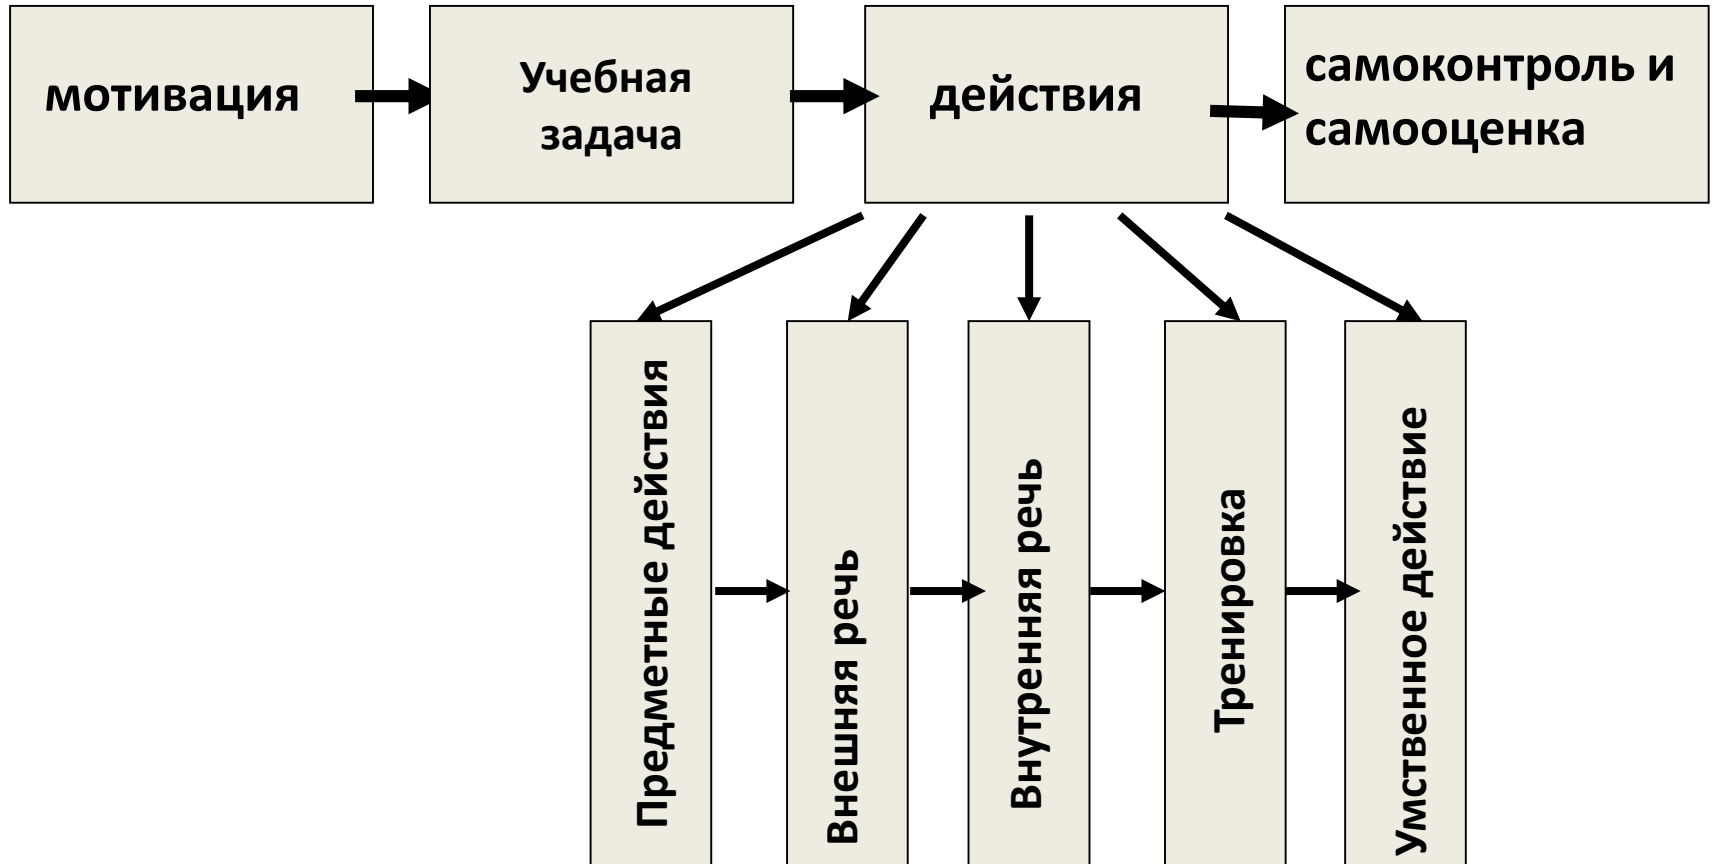 мотивация
Учебная
задача
действия
самоконтроль и
самооценка
Предметные действия
Внешняя речь
Внутренняя речь
Тренировка
Умственное действие